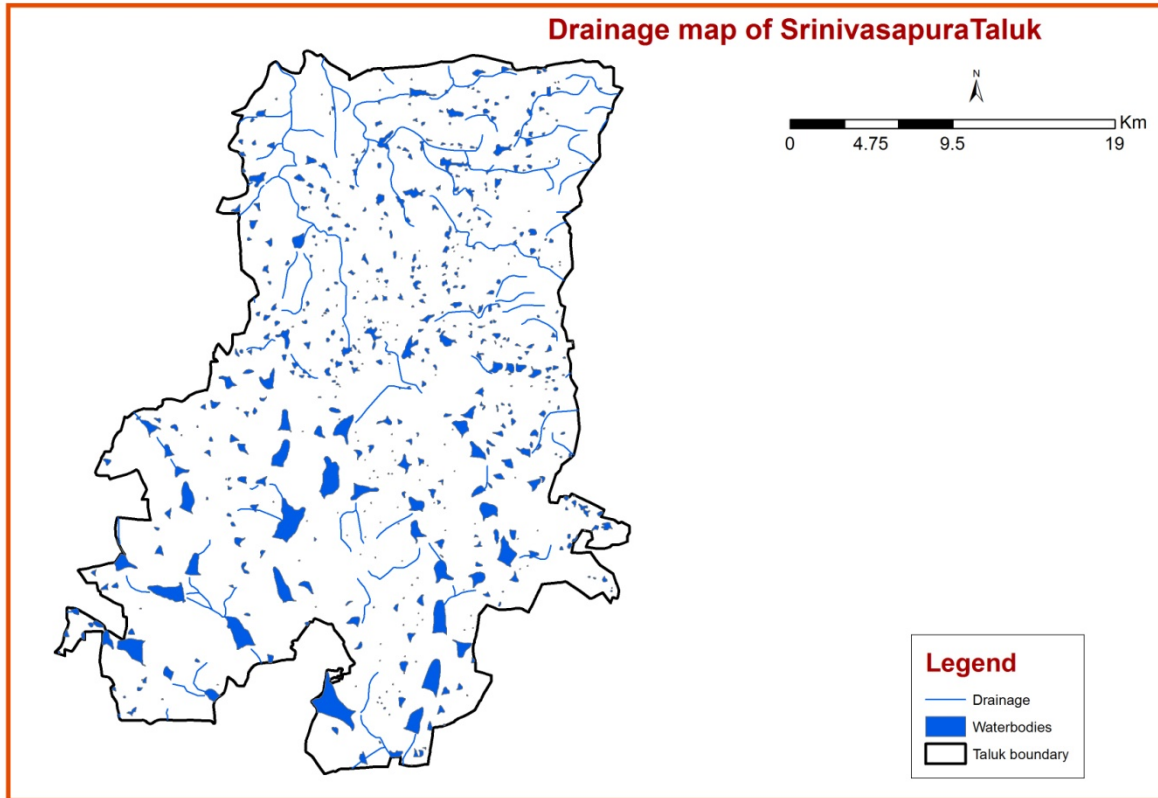 Drainage map of SrinivasapuraTaluk
N
Km
0 4.75 9.5 19
Legend
Drainage
Waterbodies
Taluk boundary